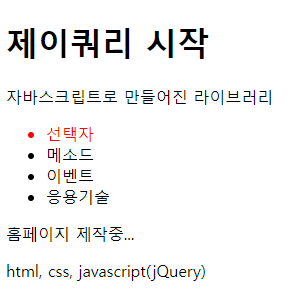 제이쿼리 시작
자바스크립트로 만들어진 라이브러리
선택자
메소드
이벤트
응용기술
홈페이지 제작중...
html, css, javascript(jQuery)